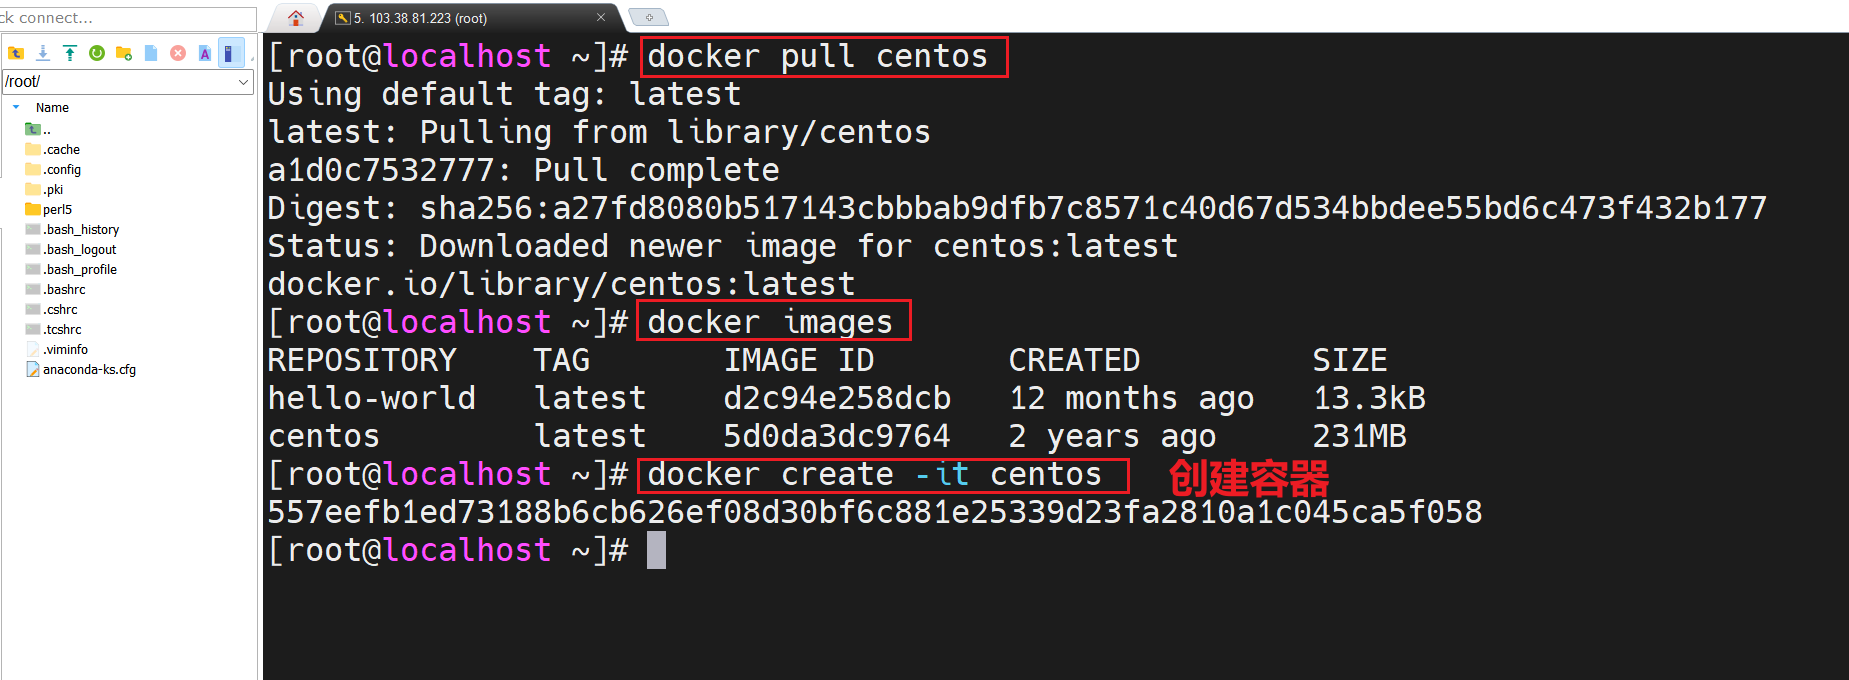 ck connect...
5. 103.38.81.223 (root)
/root/
Name
..
.cache
.config
.pki
perl5
.bash_history
.bash_logout
.bash_profile
.bashrc
.cshrc
.tcshrc
.viminfo
anaconda-ks.cfg
[root@localhost ~]# docker pull centos
Using default tag: latest
latest: Pulling from library/centos
a1d0c7532777: Pull complete
Digest: sha256:a27fd8080b517143cbbbab9dfb7c8571c40d67d534bbdee55bd6c473f432b177
Status: Downloaded newer image for centos:latest
docker.io/library/centos:latest
[root@localhost ~]# docker images
REPOSITORY TAG IMAGE ID CREATED SIZE
hello-world latest d2c94e258dcb 12 months ago 13.3kB
centos latest 5d0da3dc9764 2 years ago 231MB
[root@localhost ~]# docker create -it centos 创建容器
557eefb1ed73188b6cb626ef08d30bf6c881e25339d23fa2810a1c045ca5f058
[root@localhost ~]#